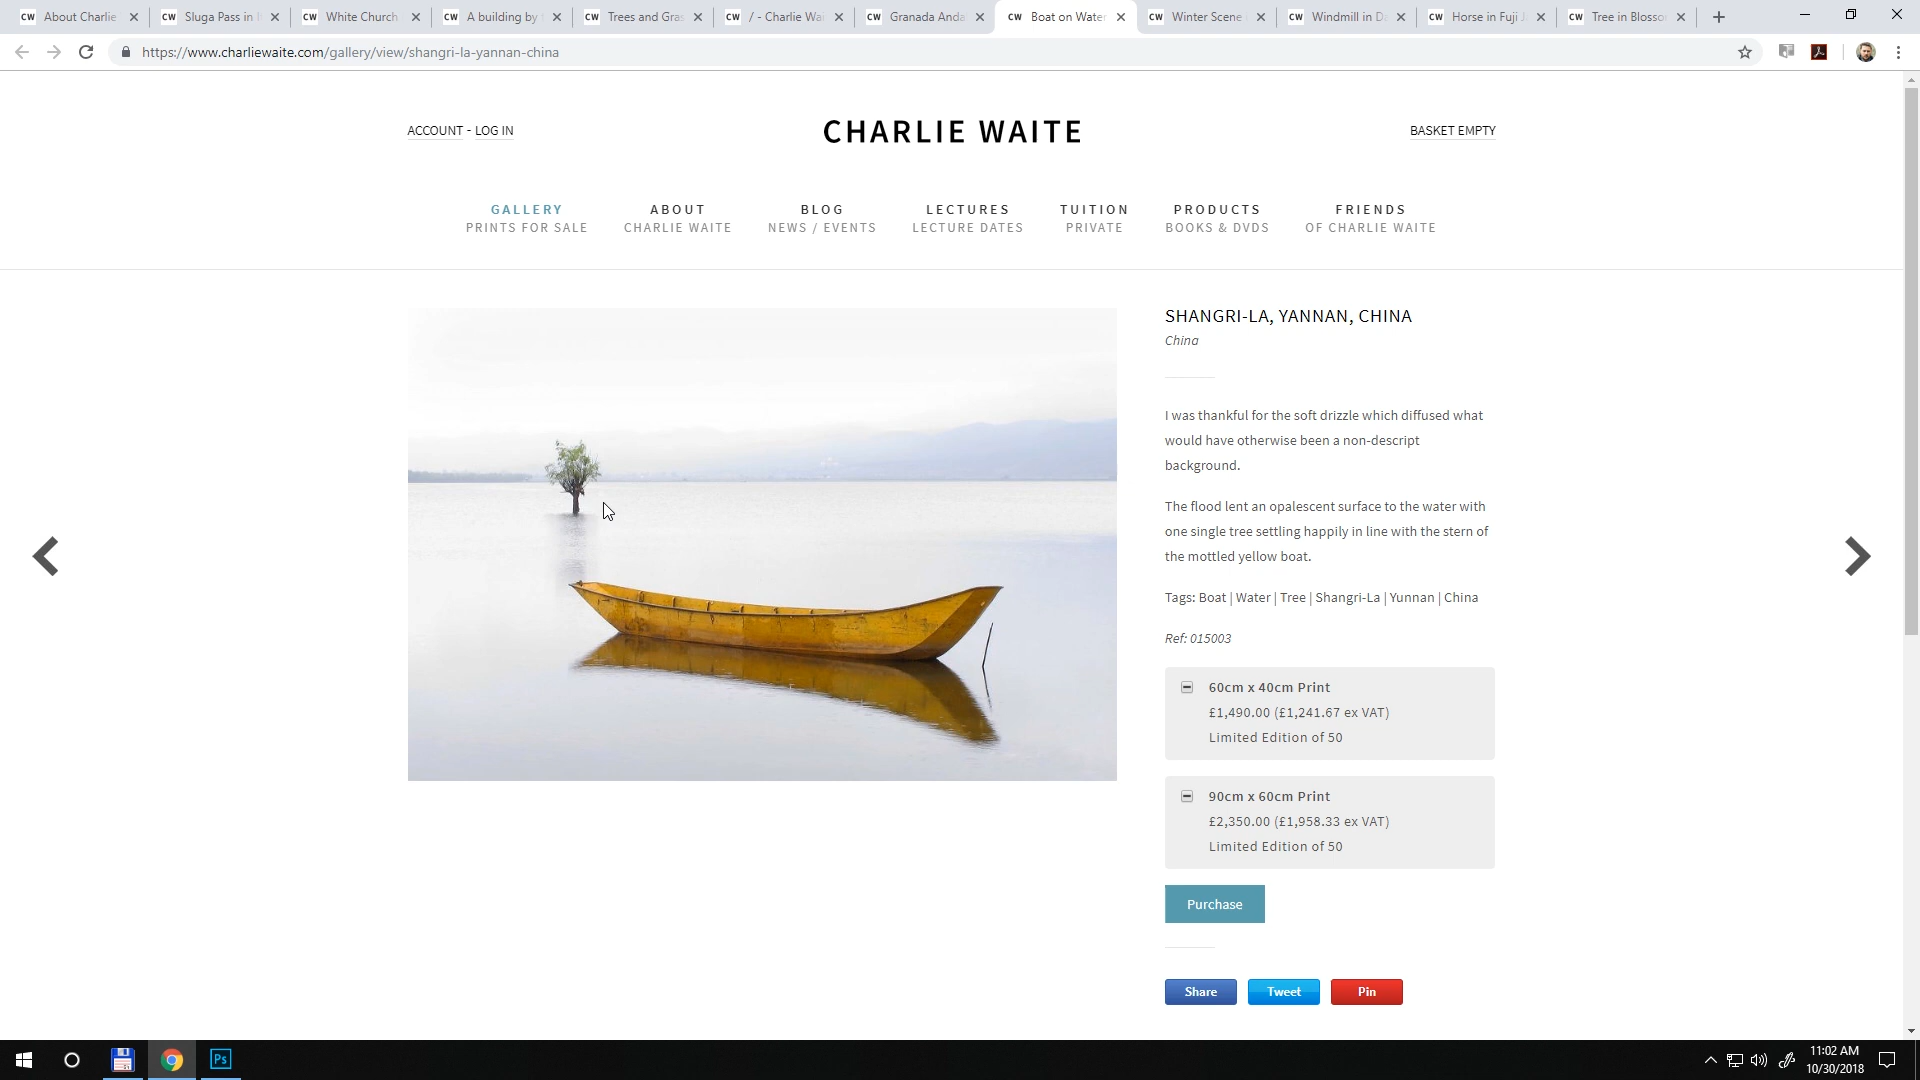 About Charlie
Sluga Pass in
White Church
A building by
Trees and Gras
/ - Charlie Wai
Granada Anda
Boat on Water
Winter Scene
Windmill in Da
Horse in Fuji
Tree in Blosso
https://www.charliewaite.com/gallery/view/shangri-la-yannan-china
ACCOUNT - LOG IN
CHARLIE WAITE
BASKET EMPTY
GALLERY
PRINTS FOR SALE
ABOUT
CHARLIE WAITE
BLOG
NEWS / EVENTS
LECTURES
LECTURE DATES
TUITION
PRIVATE
PRODUCTS
BOOKS & DVDS
FRIENDS
OF CHARLIE WAITE
SHANGRI-LA, YANNAN, CHINA
China
I was thankful for the soft drizzle which diffused what
would have otherwise been a non-descript
background.
The flood lent an opalescent surface to the water with
one single tree settling happily in line with the stern of
the mottled yellow boat.
Tags: Boat | Water | Tree | Shangri-La | Yunnan | China
Ref: 015003
60cm x 40cm Print
£1,490.00 (£1,241.67 ex VAT)
Limited Edition of 50
90cm x 60cm Print
£2,350.00 (£1,958.33 ex VAT)
Limited Edition of 50
Purchase
Share
Tweet
Pin
Ps
11:02 AM
10/30/2018